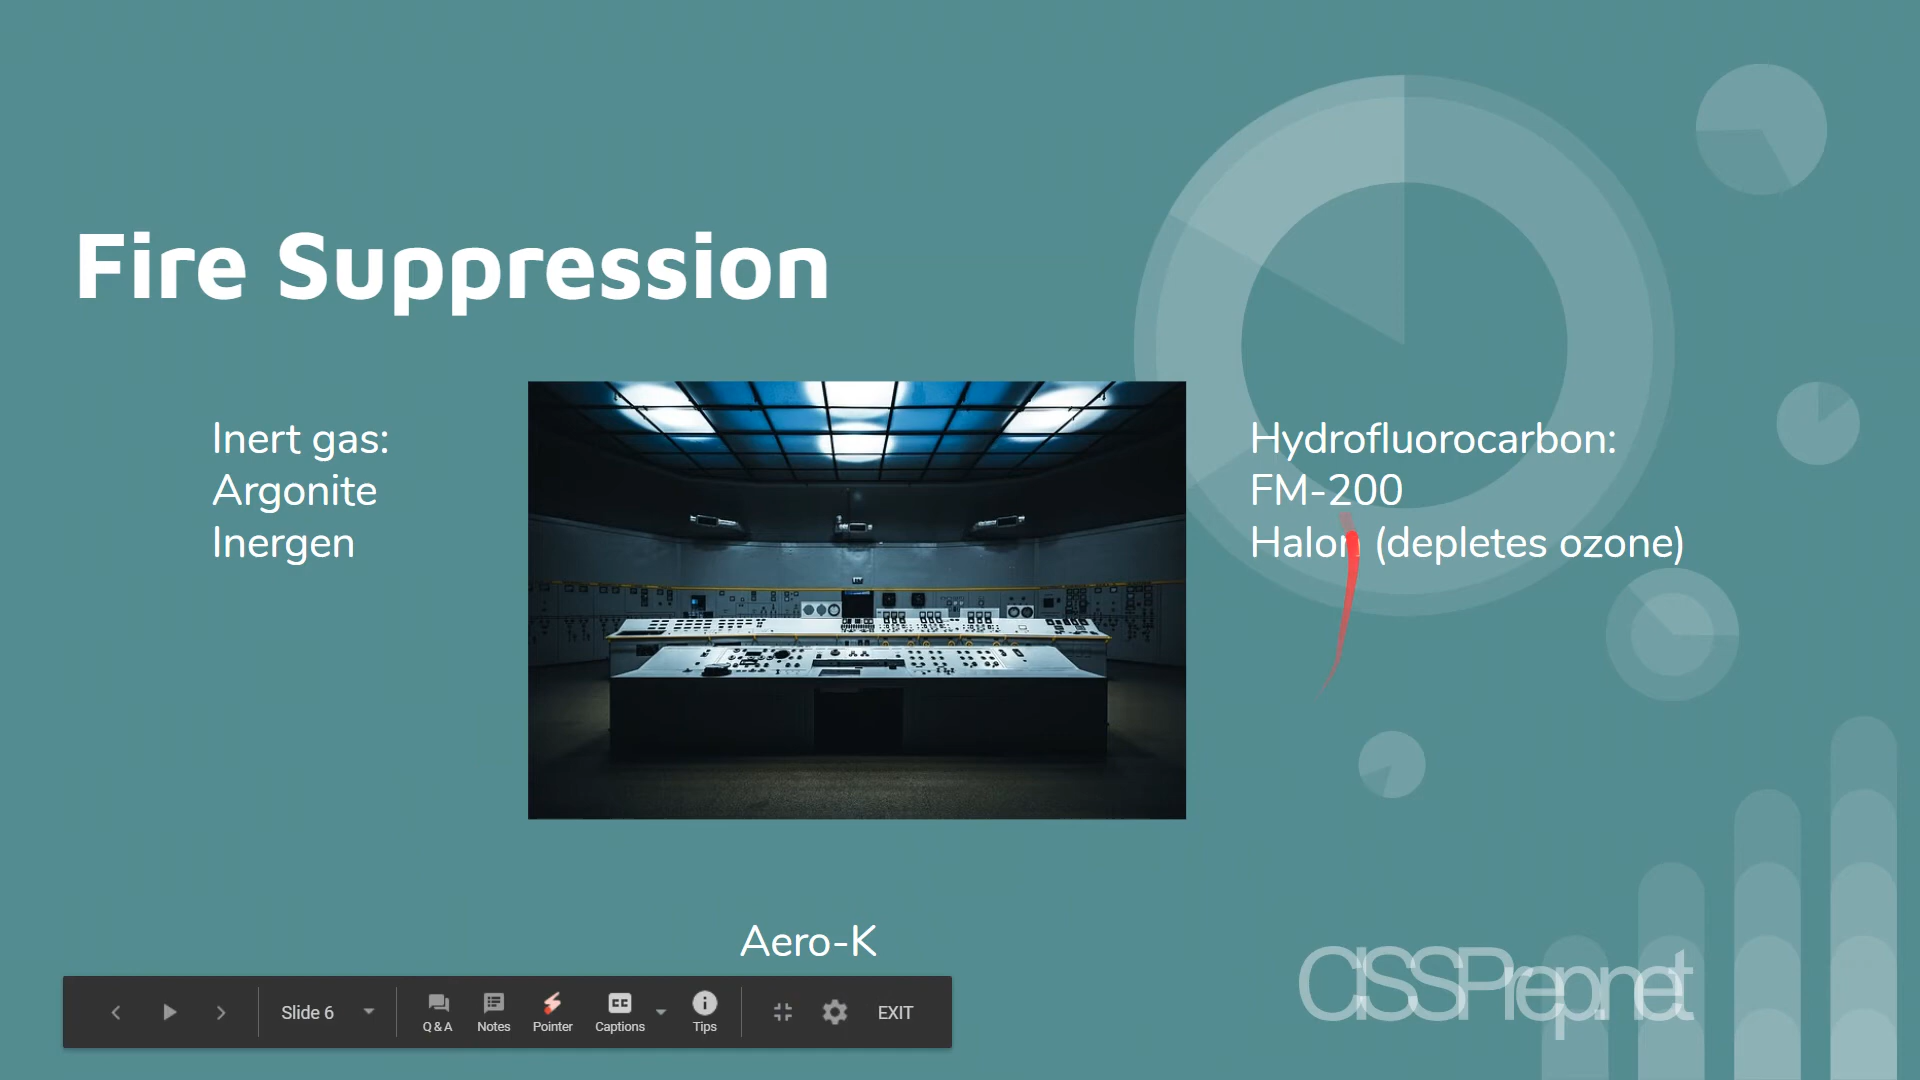 Fire Suppression
Inert gas:
Argonite
Inergen
Hydrofluorocarbon:
FM-200
Halon (depletes ozone)
Aero-K
Slide 6
Q & A
Notes
Pointer
CC
Captions
Tips
EXIT
CISSPrep.net